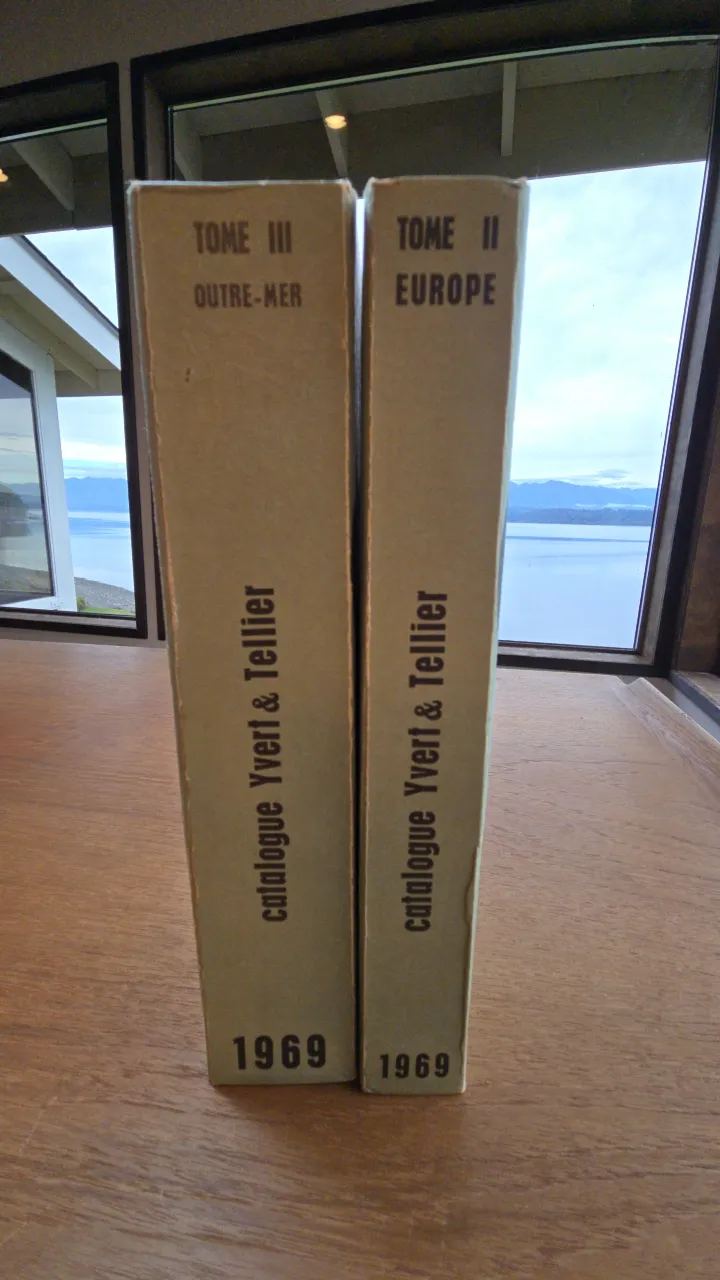 TOME III
OUTRE-MER
catalogue Yvert & Tellier
1969
TOME II
EUROPE
catalogue Yvert & Tellier
1969